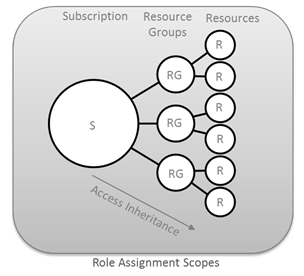 Subscription
Resource Groups
Resources
S
RG
RG
RG
R
R
R
R
R
R
Access Inheritance
Role Assignment Scopes